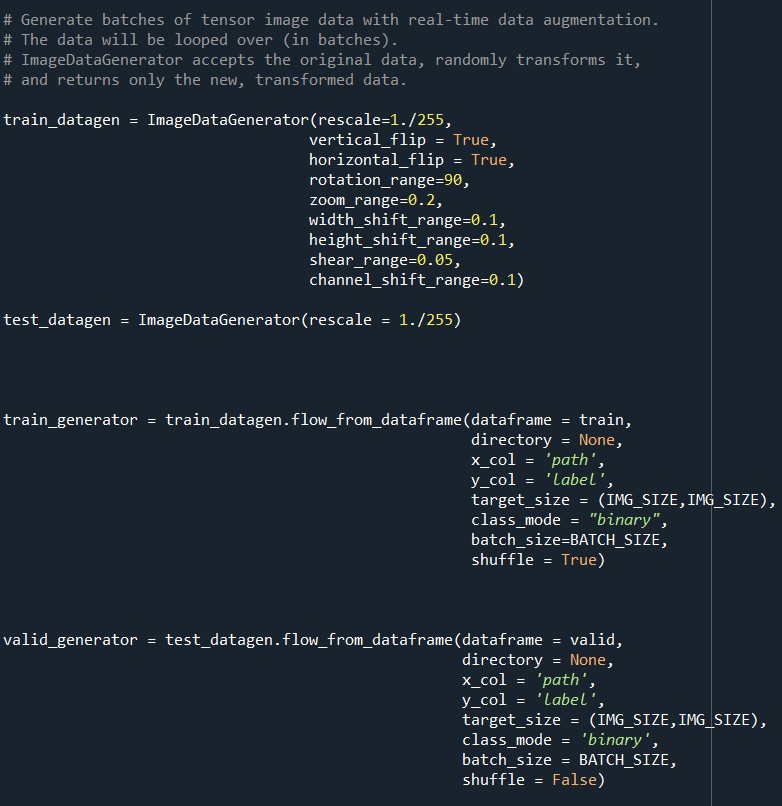 # Generate batches of tensor image data with real-time data augmentation.
# The data will be looped over (in batches).
# ImageDataGenerator accepts the original data, randomly transforms it,
# and returns only the new, transformed data.
train_datagen = ImageDataGenerator(rescale=1./255,
vertical_flip = True,
horizontal_flip = True,
rotation_range=90,
zoom_range=0.2,
width_shift_range=0.1,
height_shift_range=0.1,
shear_range=0.05,
channel_shift_range=0.1)
test_datagen = ImageDataGenerator(rescale = 1./255)
train_generator = train_datagen.flow_from_dataframe(dataframe = train,
directory = None,
x_col = 'path',
y_col = 'label',
target_size = (IMG_SIZE,IMG_SIZE),
class_mode = "binary",
batch_size=BATCH_SIZE,
shuffle = True)
valid_generator = test_datagen.flow_from_dataframe(dataframe = valid,
directory = None,
x_col = 'path',
y_col = 'label',
target_size = (IMG_SIZE,IMG_SIZE),
class_mode = 'binary',
batch_size = BATCH_SIZE,
shuffle = False)